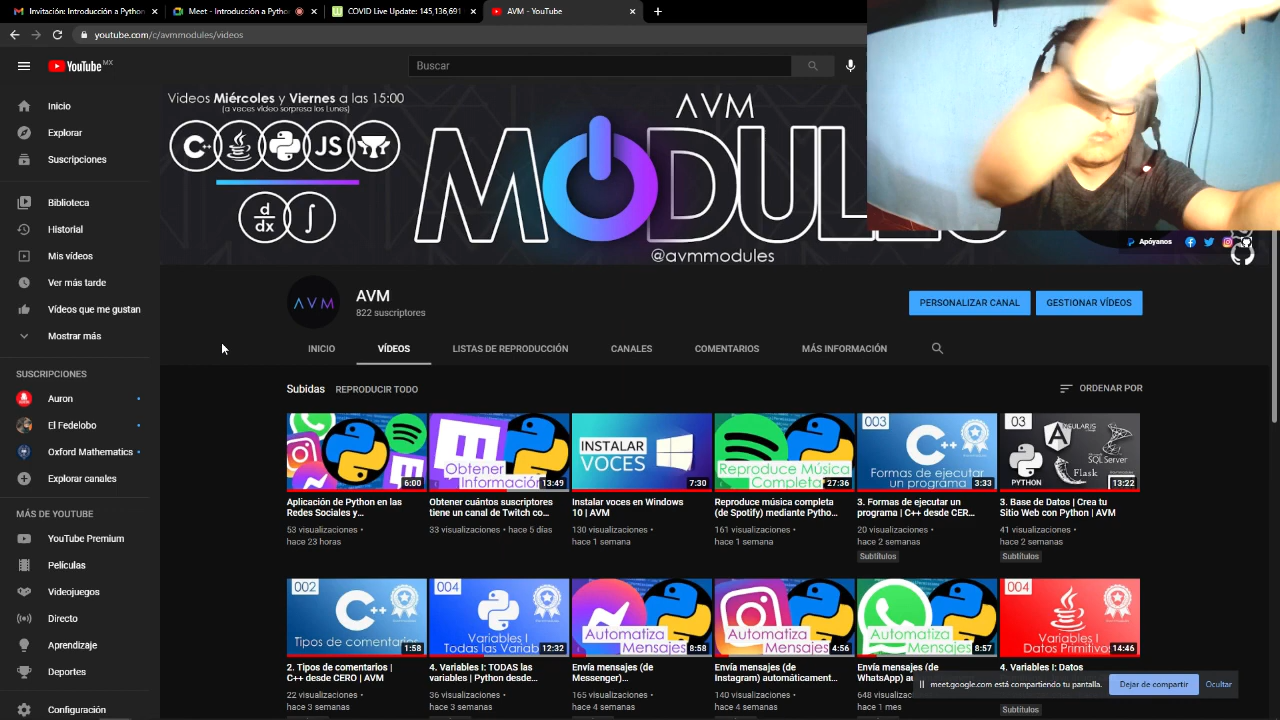 Invitación: Introducción a Python
Meet - Introducción a Pytho
COVID Live Update: 145,136,691
AVM - YouTube
youtube.com/c/avmmodules/videos
YouTube MX
Buscar
Inicio
Explorar
Suscripciones
Biblioteca
Historial
Mis vídeos
Ver más tarde
Vídeos que me gustan
Mostrar más
SUSCRIPCIONES
Auron
El Fedelobo
Oxford Mathematics
Explorar canales
MÁS DE YOUTUBE
YouTube Premium
Películas
Videojuegos
Directo
Aprendizaje
Deportes
Configuración
Videos Miércoles y Viernes a las 15:00
(a veces video sorpresa los Lunes)
C++
JS
d/dx ∫
AVM
MODUL
@avmmodules
Apóyanos
AVM
AVM
822 suscriptores
PERSONALIZAR CANAL
GESTIONAR VÍDEOS
INICIO
VÍDEOS
LISTAS DE REPRODUCCIÓN
CANALES
COMENTARIOS
MÁS INFORMACIÓN
Subidas
REPRODUCIR TODO
ORDENAR POR
6:00
Aplicación de Python en las
Redes Sociales y...
53 visualizaciones •
hace 23 horas
Obtener
Información
13:49
Obtener cuántos suscriptores
tiene un canal de Twitch co...
33 visualizaciones • hace 5 días
INSTALAR
VOCES
7:30
Instalar voces en Windows
10 | AVM
130 visualizaciones •
hace 1 semana
Reproduce Música
Completa
27:36
Reproduce música completa
(de Spotify) mediante Pytho...
161 visualizaciones •
hace 1 semana
003
C++
Formas de ejecutar
un programa
3:33
3. Formas de ejecutar un
programa | C++ desde CER...
20 visualizaciones •
hace 2 semanas
Subtítulos
03
ANGULARJS
SQL Server
PYTHON
Flask
13:22
3. Base de Datos | Crea tu
Sitio Web con Python | AVM
41 visualizaciones •
hace 2 semanas
Subtítulos
002
C++
Tipos de comentarios
1:58
2. Tipos de comentarios |
C++ desde CERO | AVM
22 visualizaciones •
hace 3 semanas
004
Variables I
Todas las Variab
12:32
4. Variables I: TODAS las
variables | Python desde...
36 visualizaciones •
hace 3 semanas
Automatiza
Mensajes
8:58
Envía mensajes (de
Messenger)...
165 visualizaciones •
hace 4 semanas
Automatiza
Mensajes
4:56
Envía mensajes (de
Instagram) automáticamen...
140 visualizaciones •
hace 4 semanas
Automatiza
Mensajes
8:57
Envía mensajes (de
WhatsApp) au
648 visualizaciones •
hace 1 mes
004
Variables I
Datos Primitivos
14:46
4. Variables I: Datos
Subtítulos
meet.google.com está compartiendo tu pantalla.
Dejar de compartir
Ocultar